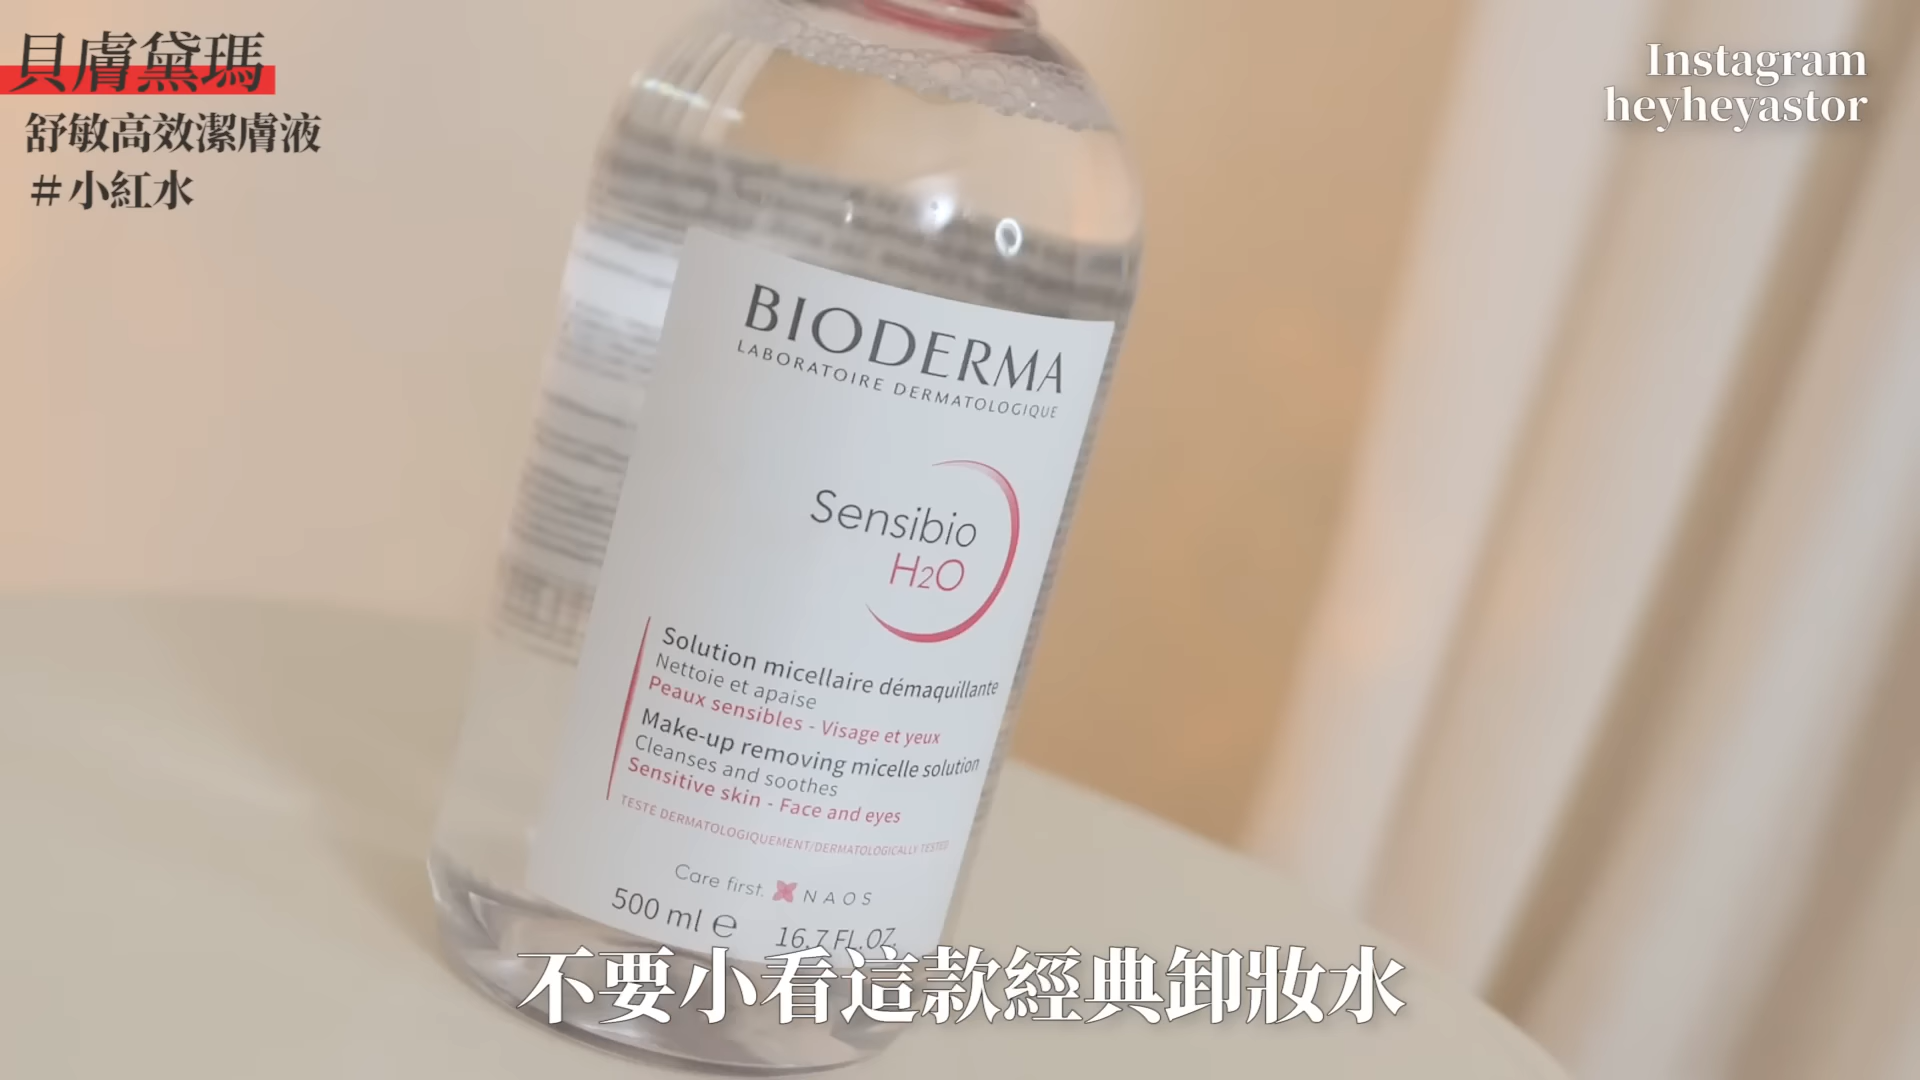 貝膚黛瑪
舒敏高效潔膚液
#小紅水
Instagram
heyheyastor
BIODERMA
LABORATOIRE DERMATOLOGIQUE
Sensibio
H2O
Solution micellaire démaquillante
Nettoie et apaise
Peaux sensibles - Visage et yeux
Make-up removing micelle solution
Cleanses and soothes
Sensitive skin - Face and eyes
TESTE DERMATOLOGIQUEMENT/DERMATOLOGICALLY TESTED
Care first. NAOS
500 ml ℮ 16.7 FL.OZ.
不要小看這款經典卸妝水